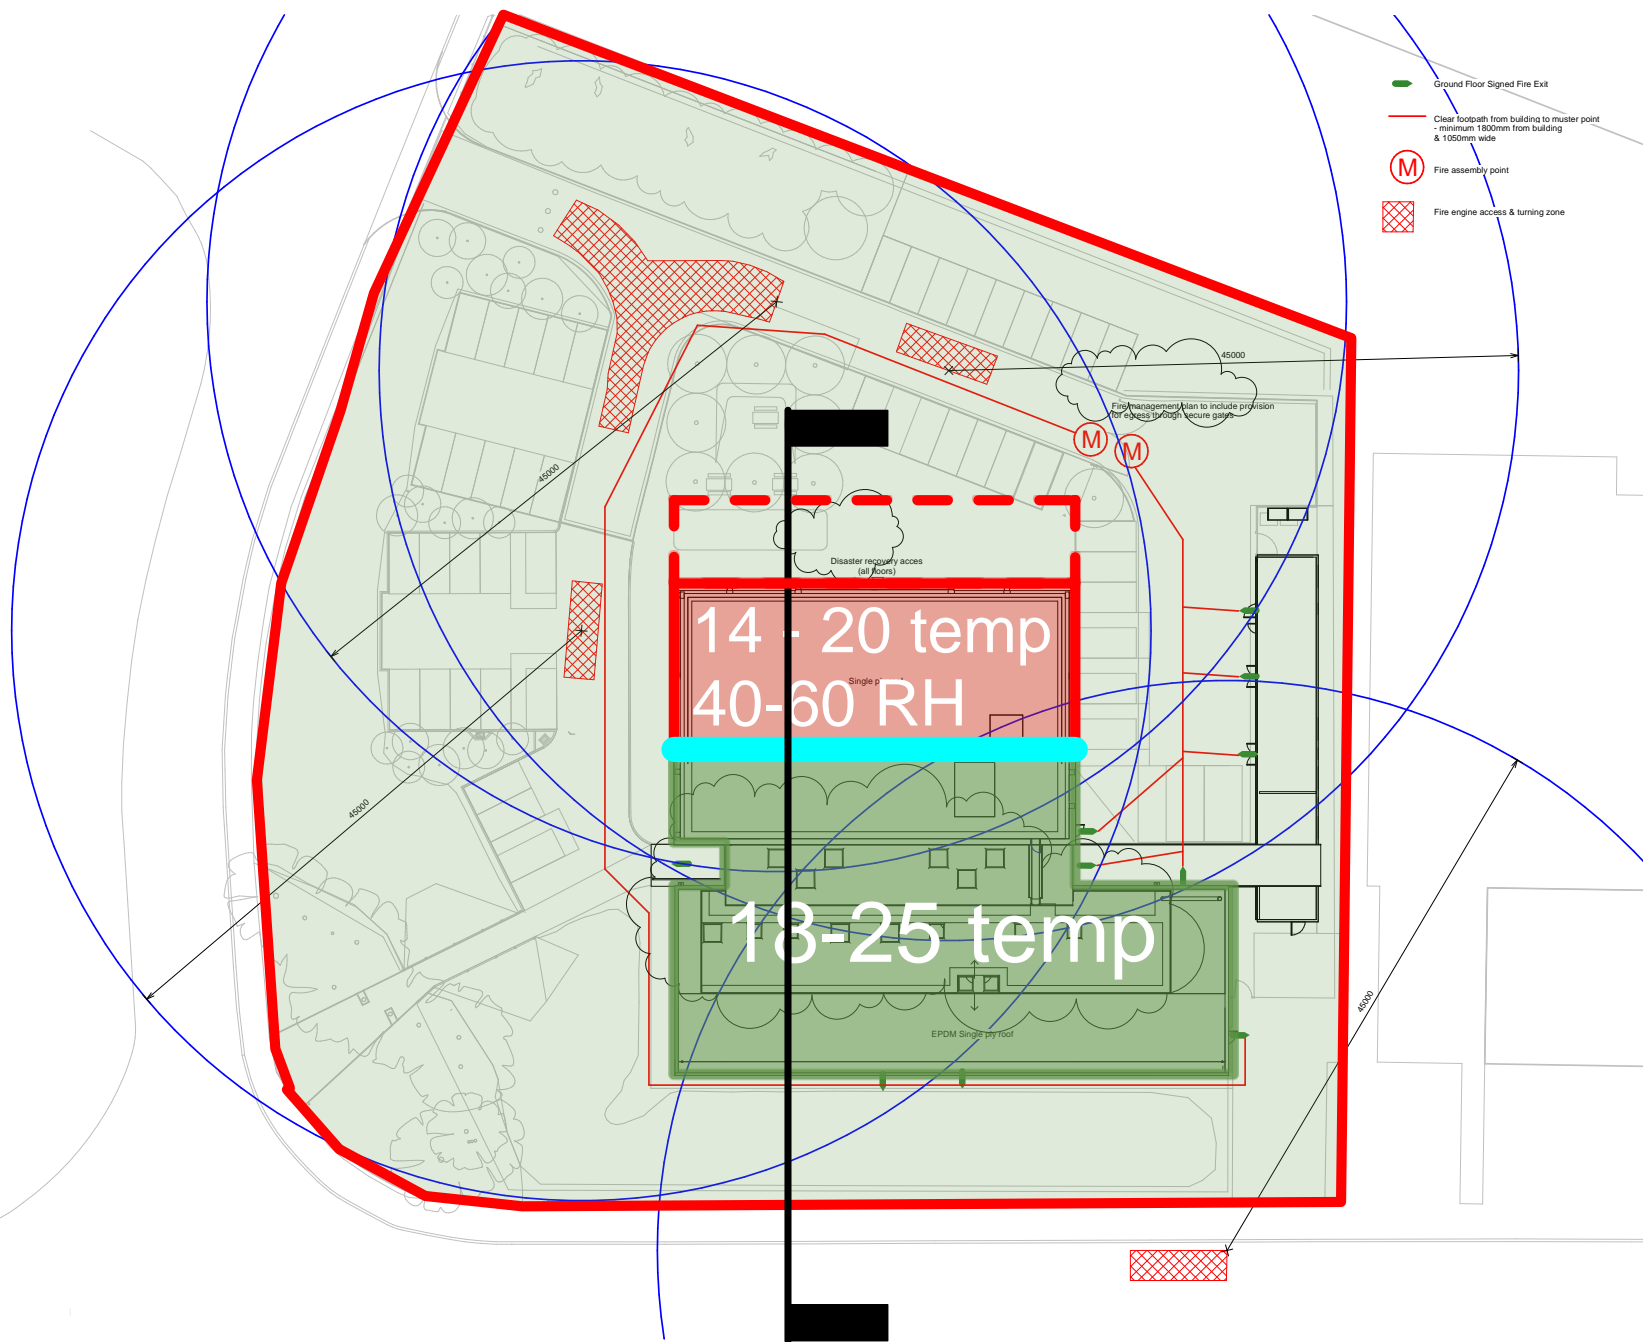 Ground Floor Signed Fire Exit
Clear footpath from building to muster point
- minimum 1800mm from building
& 1050mm wide
M
Fire assembly point
Fire engine access & turning zone
45000
Fire management plan to include provision
for egress through secure gates
M
M
45000
Disaster recovery acces
(all floors)
14 - 20 temp
Single ply
40-60 RH
45000
18-25 temp
45000
EPDM Single ply roof